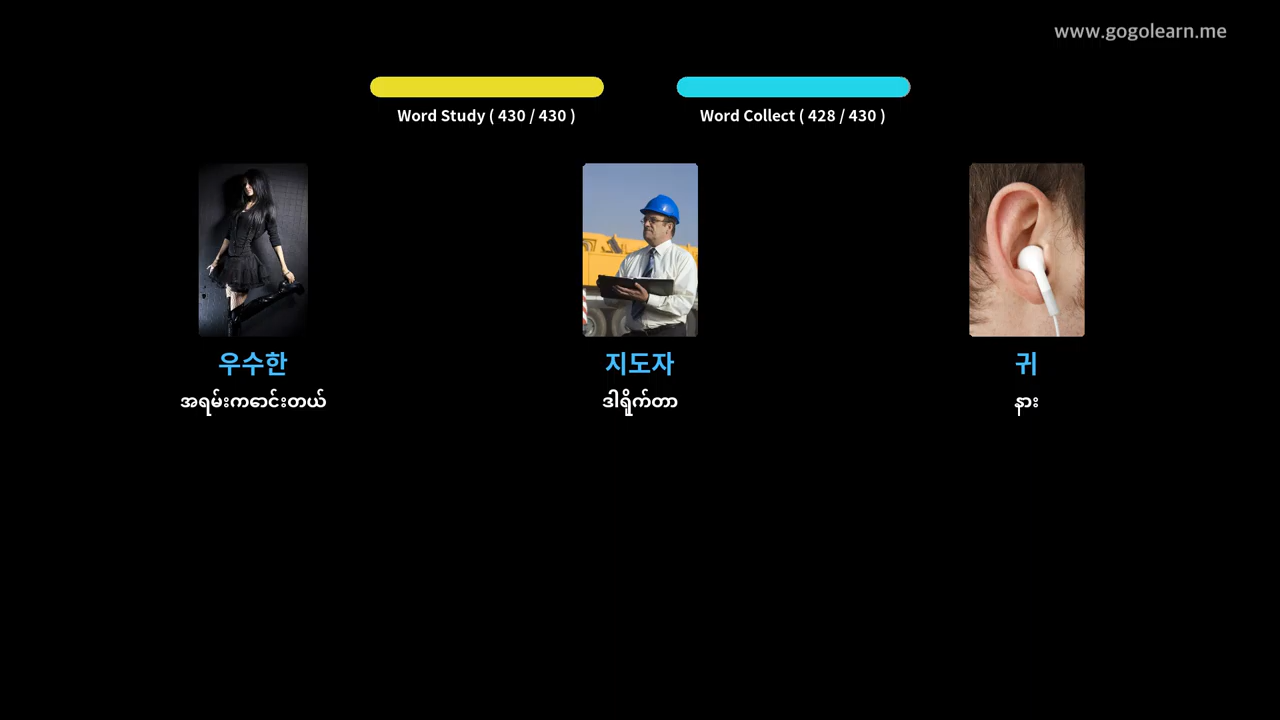 www.gogolearn.me
Word Study ( 430 / 430 )
Word Collect ( 428 / 430 )
우수한
지도자
귀
အရမ်းကောင်းတယ်
ဒါရိုက်တာ
နား